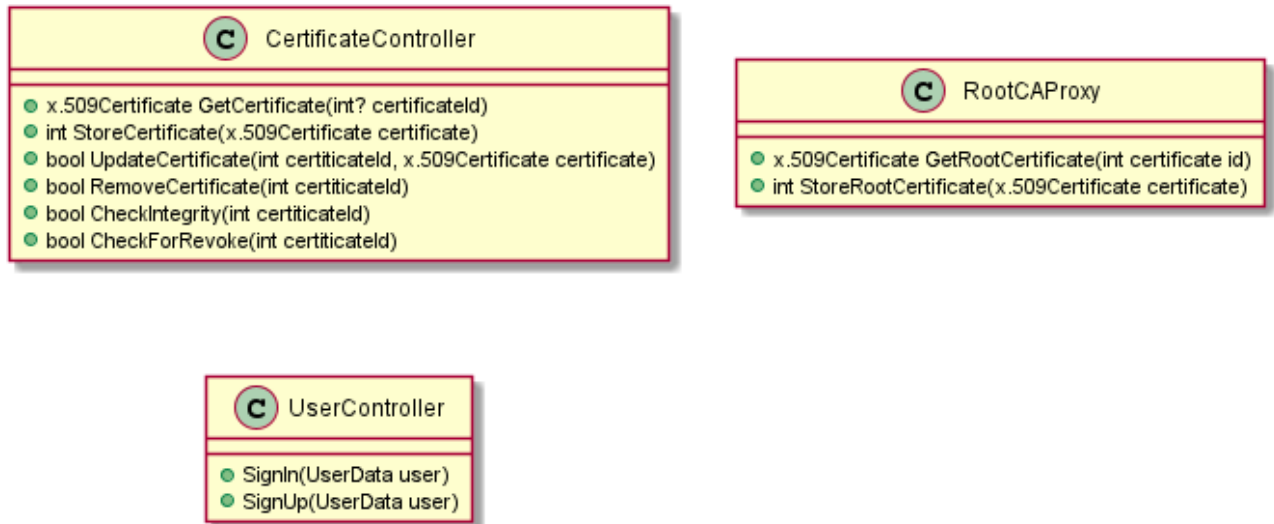 C CertificateController
x.509Certificate GetCertificate(int? certificateId)
int StoreCertificate(x.509Certificate certificate)
bool UpdateCertificate(int certiticateId, x.509Certificate certificate)
bool RemoveCertificate(int certiticateId)
bool CheckIntegrity(int certiticateId)
bool CheckForRevoke(int certiticateId)
C RootCAProxy
x.509Certificate GetRootCertificate(int certificate id)
int StoreRootCertificate(x.509Certificate certificate)
C UserController
SignIn(UserData user)
SignUp(UserData user)